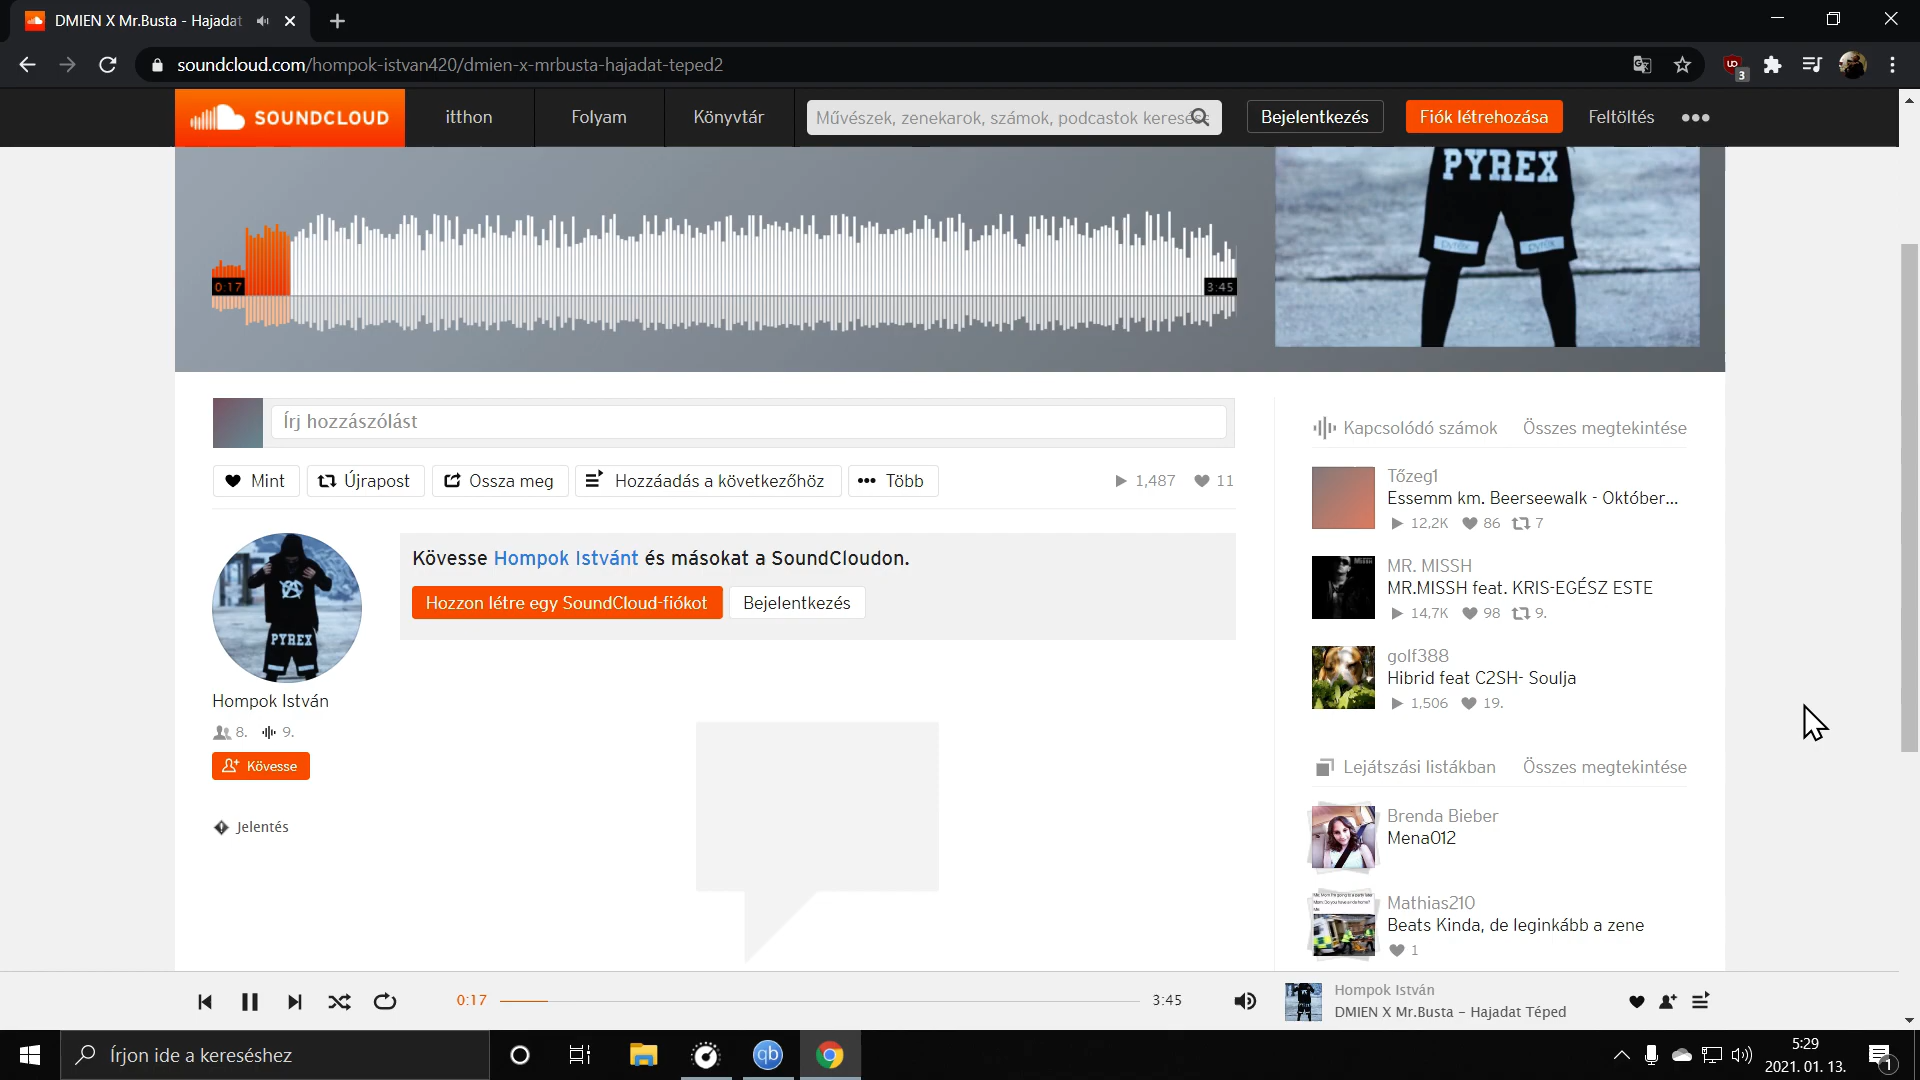 DMIEN X Mr.Busta - Hajadat
soundcloud.com/hompok-istvan420/dmien-x-mrbusta-hajadat-teped2
3
SOUNDCLOUD
itthon
Folyam
Könyvtár
Művészek, zenekarok, számok, podcastok keresés
Bejelentkezés
Fiók létrehozása
Feltöltés
PYREX
pyrex
pyrex
0:17
3:45
Írj hozzászólást
Mint
Újrapost
Ossza meg
Hozzáadás a következőhöz
Több
1,487
11
Kövesse Hompok Istvánt és másokat a SoundCloudon.
Hozzon létre egy SoundCloud-fiókot
Bejelentkezés
PYREX
Hompok István
8.
9.
Kövesse
Jelentés
Kapcsolódó számok
Összes megtekintése
Tőzeg1
Essemm km. Beerseewalk - Október...
12,2K
86
7
MR. MISSH
MR.MISSH feat. KRIS-EGÉSZ ESTE
14,7K
98
9.
golf388
Hibrid feat C2SH- Soulja
1,506
19.
Lejátszási listákban
Összes megtekintése
Brenda Bieber
Mena012
Mathias210
Beats Kinda, de leginkább a zene
1
0:17
3:45
Hompok István
DMIEN X Mr.Busta – Hajadat Téped
Írjon ide a kereséshez
qb
5:29
2021. 01. 13.
1